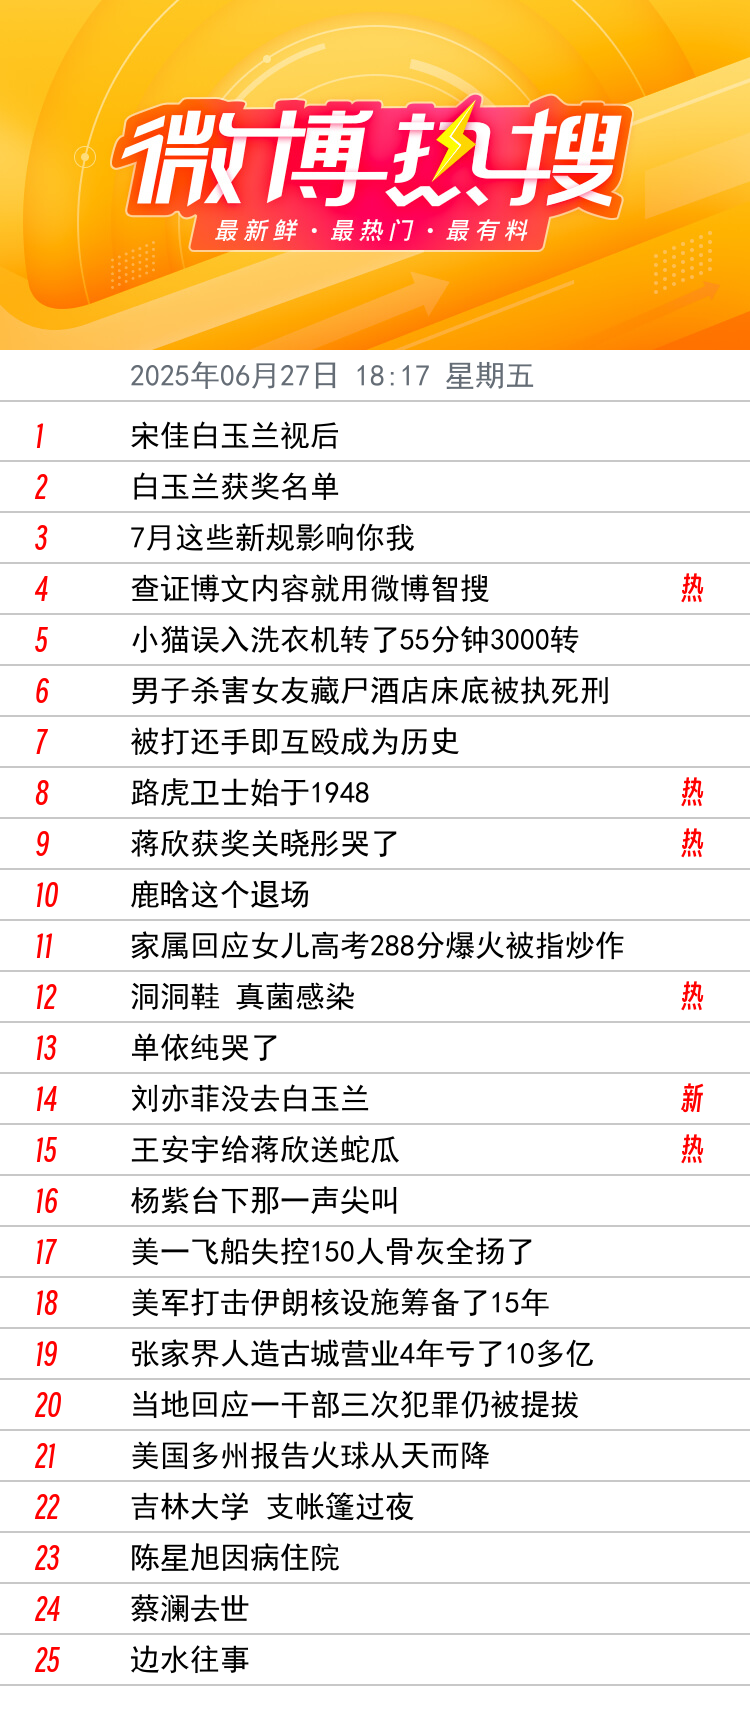 微博热搜
最新鲜·最热门·最有料
2025年06月27日 18:17 星期五
1 宋佳白玉兰视后
2 白玉兰获奖名单
3 7月这些新规影响你我
4 查证博文内容就用微博智搜 热
5 小猫误入洗衣机转了55分钟3000转
6 男子杀害女友藏尸酒店床底被执死刑
7 被打还手即互殴成为历史
8 路虎卫士始于1948 热
9 蒋欣获奖关晓彤哭了 热
10 鹿晗这个退场
11 家属回应女儿高考288分爆火被指炒作
12 洞洞鞋 真菌感染 热
13 单依纯哭了
14 刘亦菲没去白玉兰 新
15 王安宇给蒋欣送蛇瓜 热
16 杨紫台下那一声尖叫
17 美一飞船失控150人骨灰全扬了
18 美军打击伊朗核设施筹备了15年
19 张家界人造古城营业4年亏了10多亿
20 当地回应一干部三次犯罪仍被提拔
21 美国多州报告火球从天而降
22 吉林大学 支帐篷过夜
23 陈星旭因病住院
24 蔡澜去世
25 边水往事